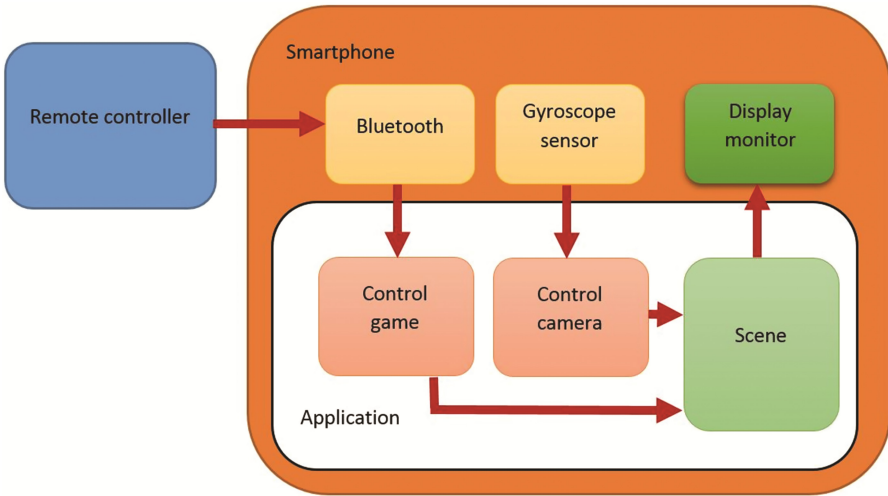 Smartphone
Remote controller
Bluetooth
Gyroscope
sensor
Display
monitor
Control
game
Control
camera
Scene
Application